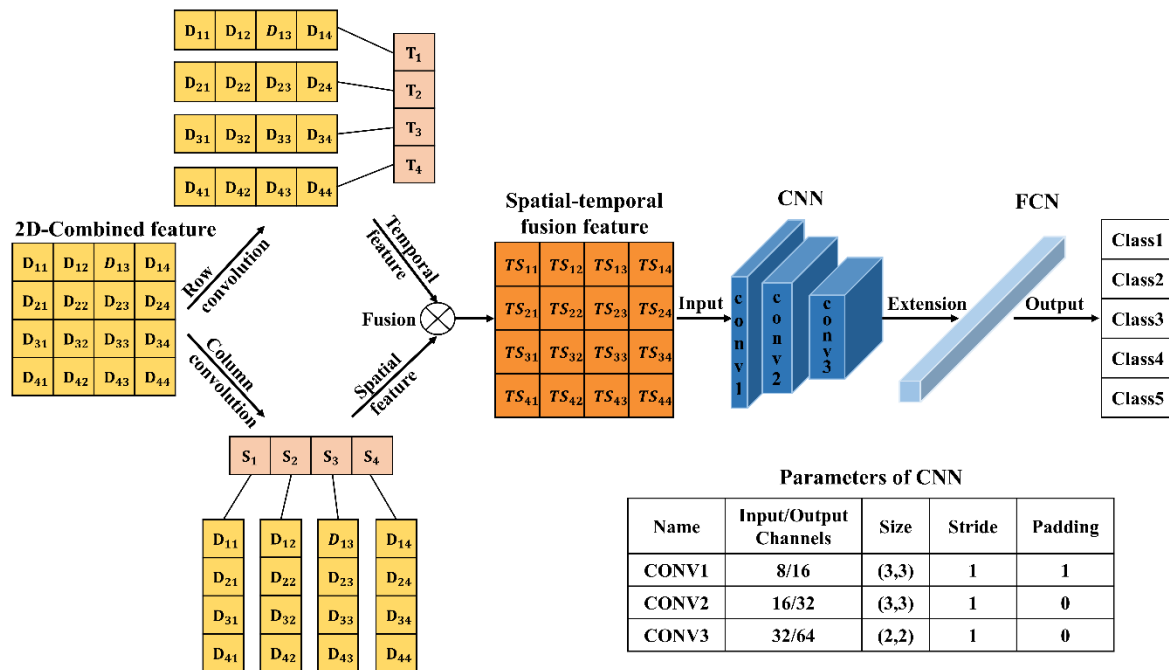 D₁₁ D₁₂ D₁₃ D₁₄
D₂₁ D₂₂ D₂₃ D₂₄
D₃₁ D₃₂ D₃₃ D₃₄
D₄₁ D₄₂ D₄₃ D₄₄
T₁
T₂
T₃
T₄
2D-Combined feature
D₁₁ D₁₂ D₁₃ D₁₄
D₂₁ D₂₂ D₂₃ D₂₄
D₃₁ D₃₂ D₃₃ D₃₄
D₄₁ D₄₂ D₄₃ D₄₄
Row
convolution
Column
convolution
Temporal
feature
Fusion
Spatial
feature
S₁ S₂ S₃ S₄
D₁₁ D₁₂ D₁₃ D₁₄
D₂₁ D₂₂ D₂₃ D₂₄
D₃₁ D₃₂ D₃₃ D₃₄
D₄₁ D₄₂ D₄₃ D₄₄
Spatial-temporal
fusion feature
TS₁₁ TS₁₂ TS₁₃ TS₁₄
TS₂₁ TS₂₂ TS₂₃ TS₂₄
TS₃₁ TS₃₂ TS₃₃ TS₃₄
TS₄₁ TS₄₂ TS₄₃ TS₄₄
Input
CNN
conv1
conv2
conv3
Extension
FCN
Output
Class1
Class2
Class3
Class4
Class5
Parameters of CNN
Name Input/Output Channels Size Stride Padding
CONV1 8/16 (3,3) 1 1
CONV2 16/32 (3,3) 1 0
CONV3 32/64 (2,2) 1 0